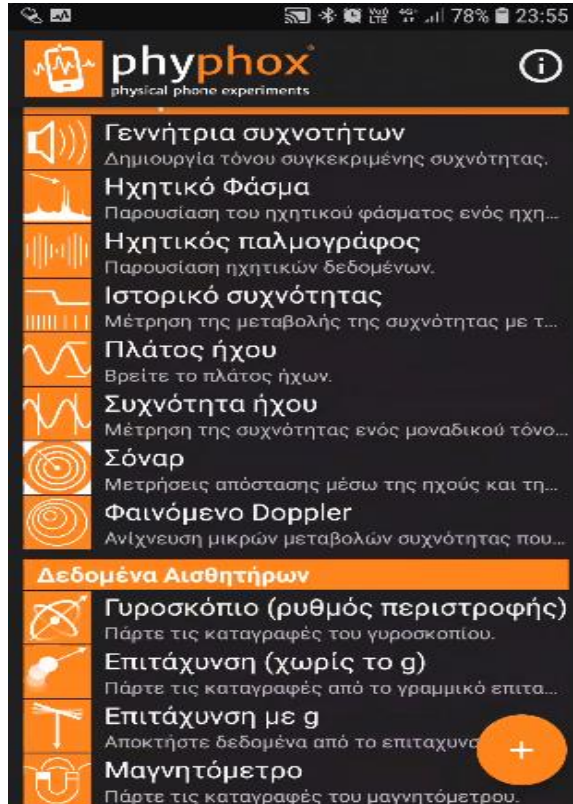 78% 23:55
phyphox
physical phone experiments
Γεννήτρια συχνοτήτων
Δημιουργία τόνου συγκεκριμένης συχνότητας.
Ηχητικό Φάσμα
Παρουσίαση του ηχητικού φάσματος ενός ηχη...
Ηχητικός παλμογράφος
Παρουσίαση ηχητικών δεδομένων.
Ιστορικό συχνότητας
Μέτρηση της μεταβολής της συχνότητας με τ...
Πλάτος ήχου
Βρείτε το πλάτος ήχων.
Συχνότητα ήχου
Μέτρηση της συχνότητας ενός μοναδικού τόνο...
Σόναρ
Μετρήσεις απόστασης μέσω της ηχούς και τη...
Φαινόμενο Doppler
Ανίχνευση μικρών μεταβολών συχνότητας που...
Δεδομένα Αισθητήρων
Γυροσκόπιο (ρυθμός περιστροφής)
Πάρτε τις καταγραφές του γυροσκοπίου.
Επιτάχυνση (χωρίς το g)
Πάρτε τις καταγραφές από το γραμμικό επιτα...
Επιτάχυνση με g
Αποκτήστε δεδομένα από το επιταχυνσ
+
Μαγνητόμετρο
Πάρτε τις καταγραφές του μαγνητόμετρου.